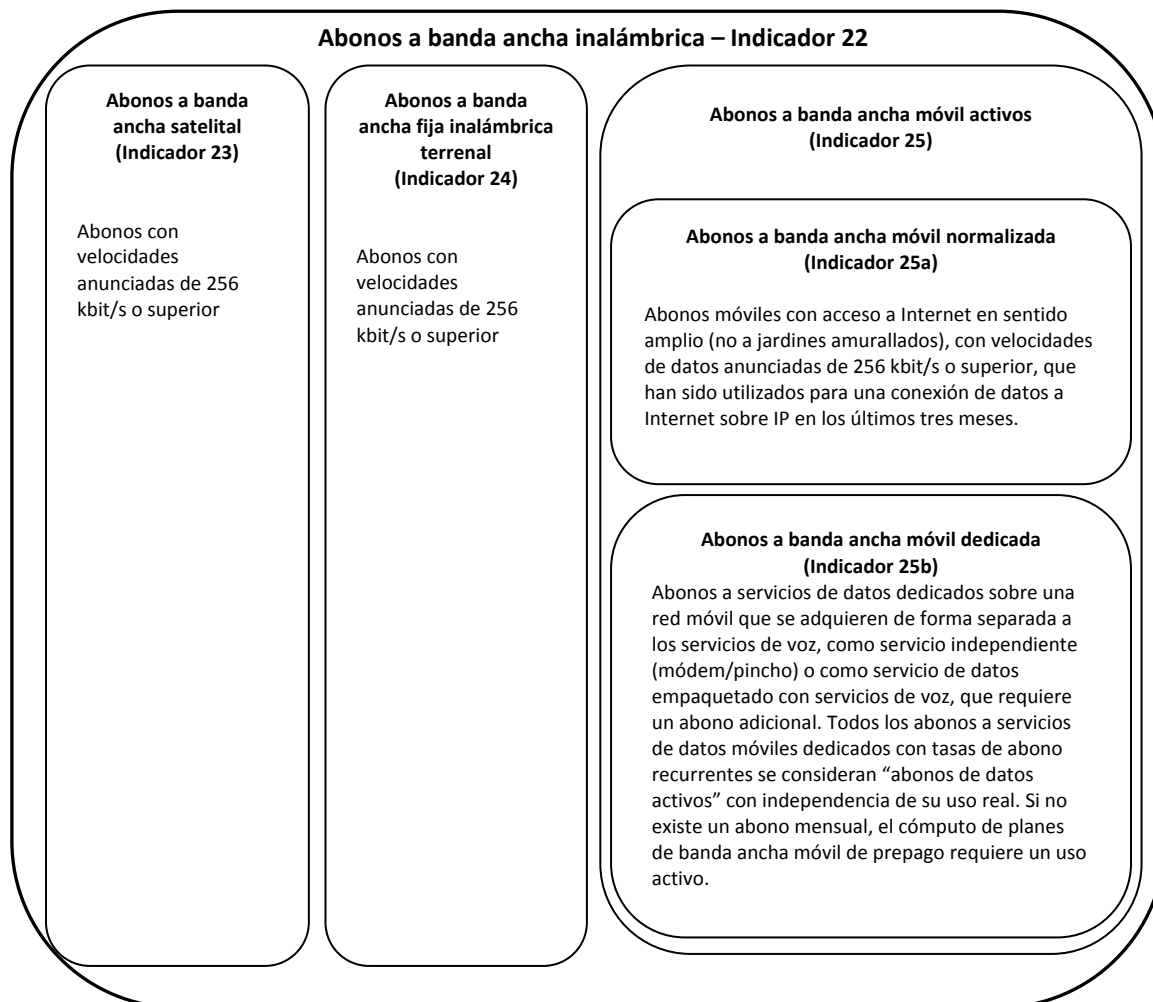 Abonos a banda ancha inalámbrica – Indicador 22
Abonos a banda
ancha satelital
(Indicador 23)
Abonos con
velocidades
anunciadas de 256
kbit/s o superior
Abonos a banda
ancha fija inalámbrica
terrenal
(Indicador 24)
Abonos con
velocidades
anunciadas de 256
kbit/s o superior
Abonos a banda ancha móvil activos
(Indicador 25)
Abonos a banda ancha móvil normalizada
(Indicador 25a)
Abonos móviles con acceso a Internet en sentido
amplio (no a jardines amurallados), con velocidades
de datos anunciadas de 256 kbit/s o superior, que
han sido utilizados para una conexión de datos a
Internet sobre IP en los últimos tres meses.
Abonos a banda ancha móvil dedicada
(Indicador 25b)
Abonos a servicios de datos dedicados sobre una
red móvil que se adquieren de forma separada a
los servicios de voz, como servicio independiente
(módem/pincho) o como servicio de datos
empaquetado con servicios de voz, que requiere
un abono adicional. Todos los abonos a servicios
de datos móviles dedicados con tasas de abono
recurrentes se consideran “abonos de datos
activos” con independencia de su uso real. Si no
existe un abono mensual, el cómputo de planes
de banda ancha móvil de prepago requiere un uso
activo.